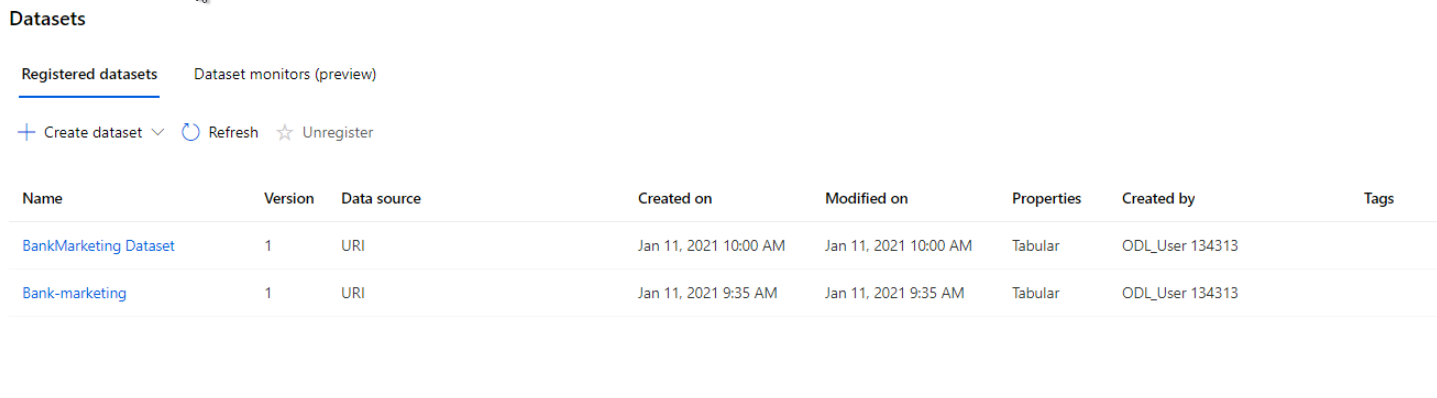 Datasets
Registered datasets Dataset monitors (preview)
Create dataset Refresh Unregister
Name Version Data source Created on Modified on Properties Created by Tags
BankMarketing Dataset 1 URI Jan 11, 2021 10:00 AM Jan 11, 2021 10:00 AM Tabular ODL_User 134313
Bank-marketing 1 URI Jan 11, 2021 9:35 AM Jan 11, 2021 9:35 AM Tabular ODL_User 134313